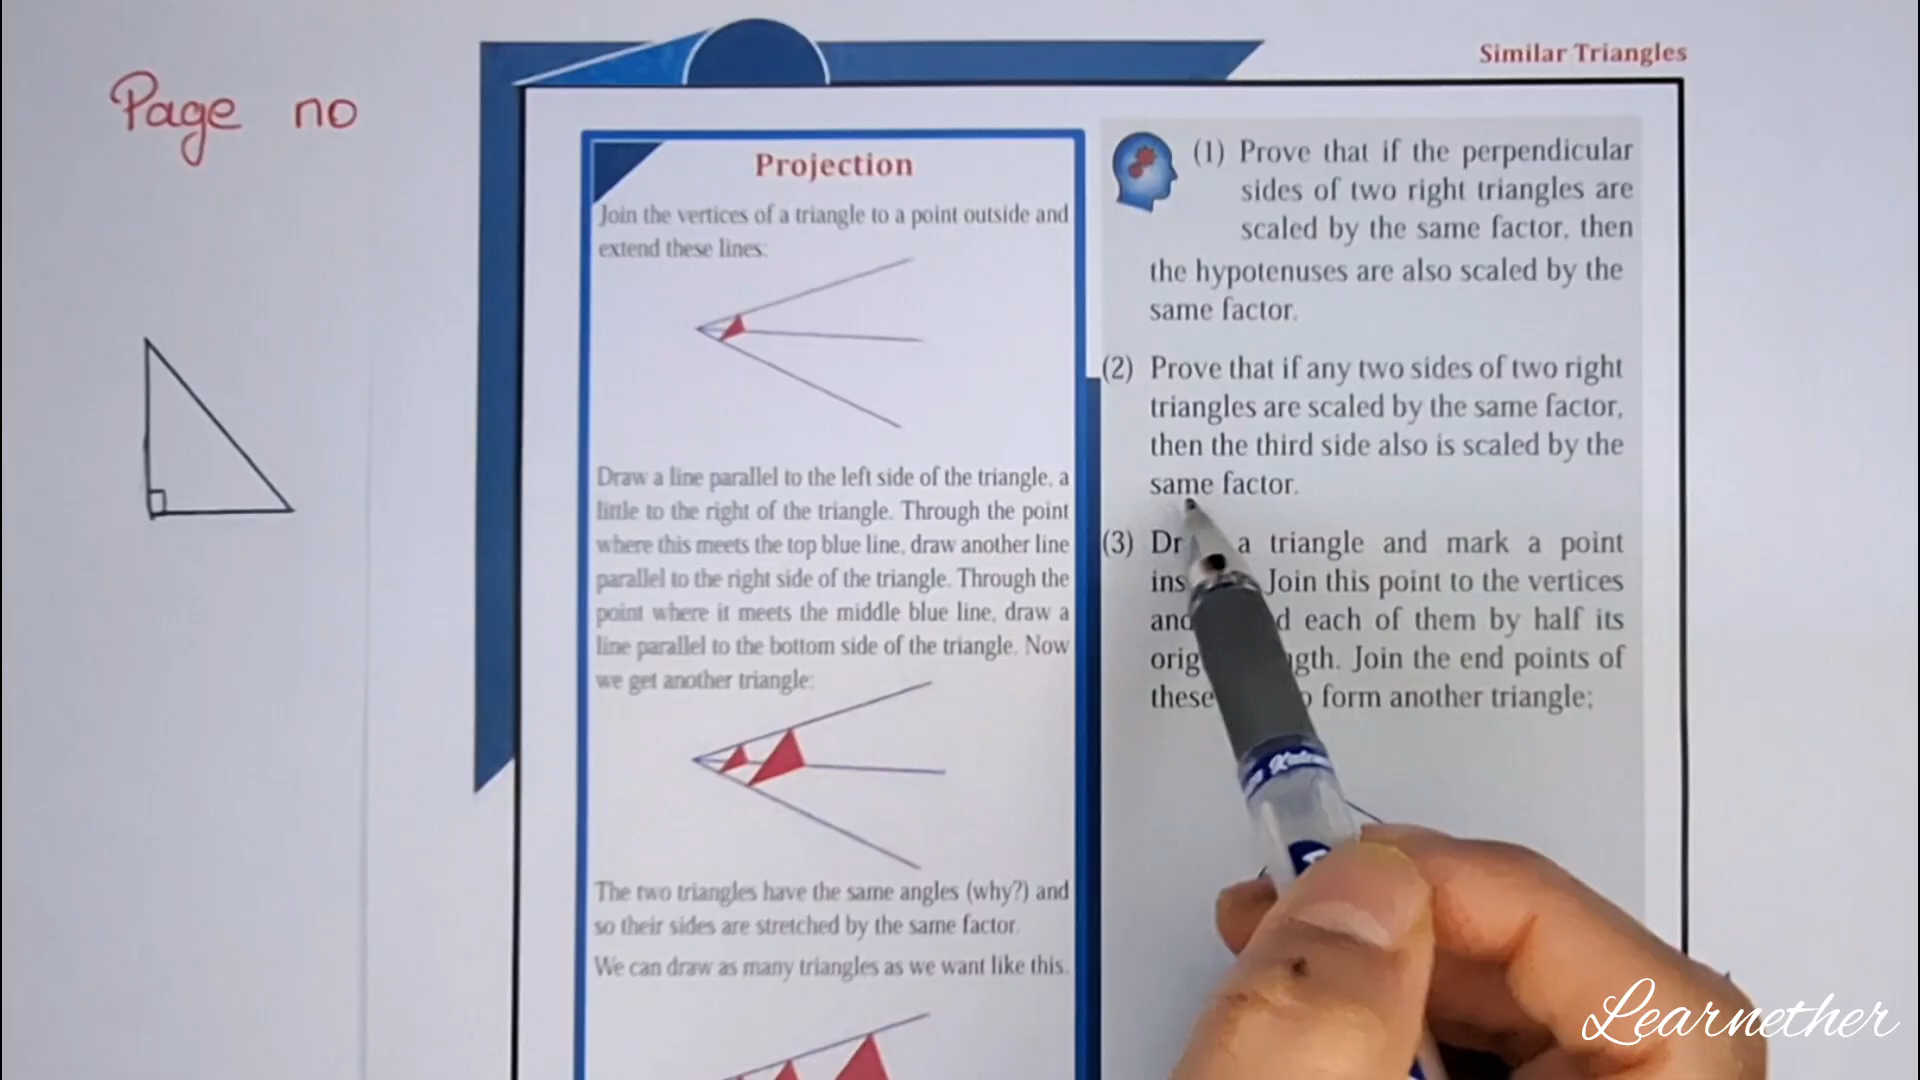 Page no
Similar Triangles
Projection
Join the vertices of a triangle to a point outside and
extend these lines:
Draw a line parallel to the left side of the triangle, a
little to the right of the triangle. Through the point
where this meets the top blue line, draw another line
parallel to the right side of the triangle. Through the
point where it meets the middle blue line, draw a
line parallel to the bottom side of the triangle. Now
we get another triangle:
The two triangles have the same angles (why?) and
so their sides are stretched by the same factor.
We can draw as many triangles as we want like this.
(1) Prove that if the perpendicular
sides of two right triangles are
scaled by the same factor, then
the hypotenuses are also scaled by the
same factor.
(2) Prove that if any two sides of two right
triangles are scaled by the same factor,
then the third side also is scaled by the
same factor.
(3) Dr a triangle and mark a point
ins Join this point to the vertices
and d each of them by half its
orig gth. Join the end points of
these form another triangle:
Learnether